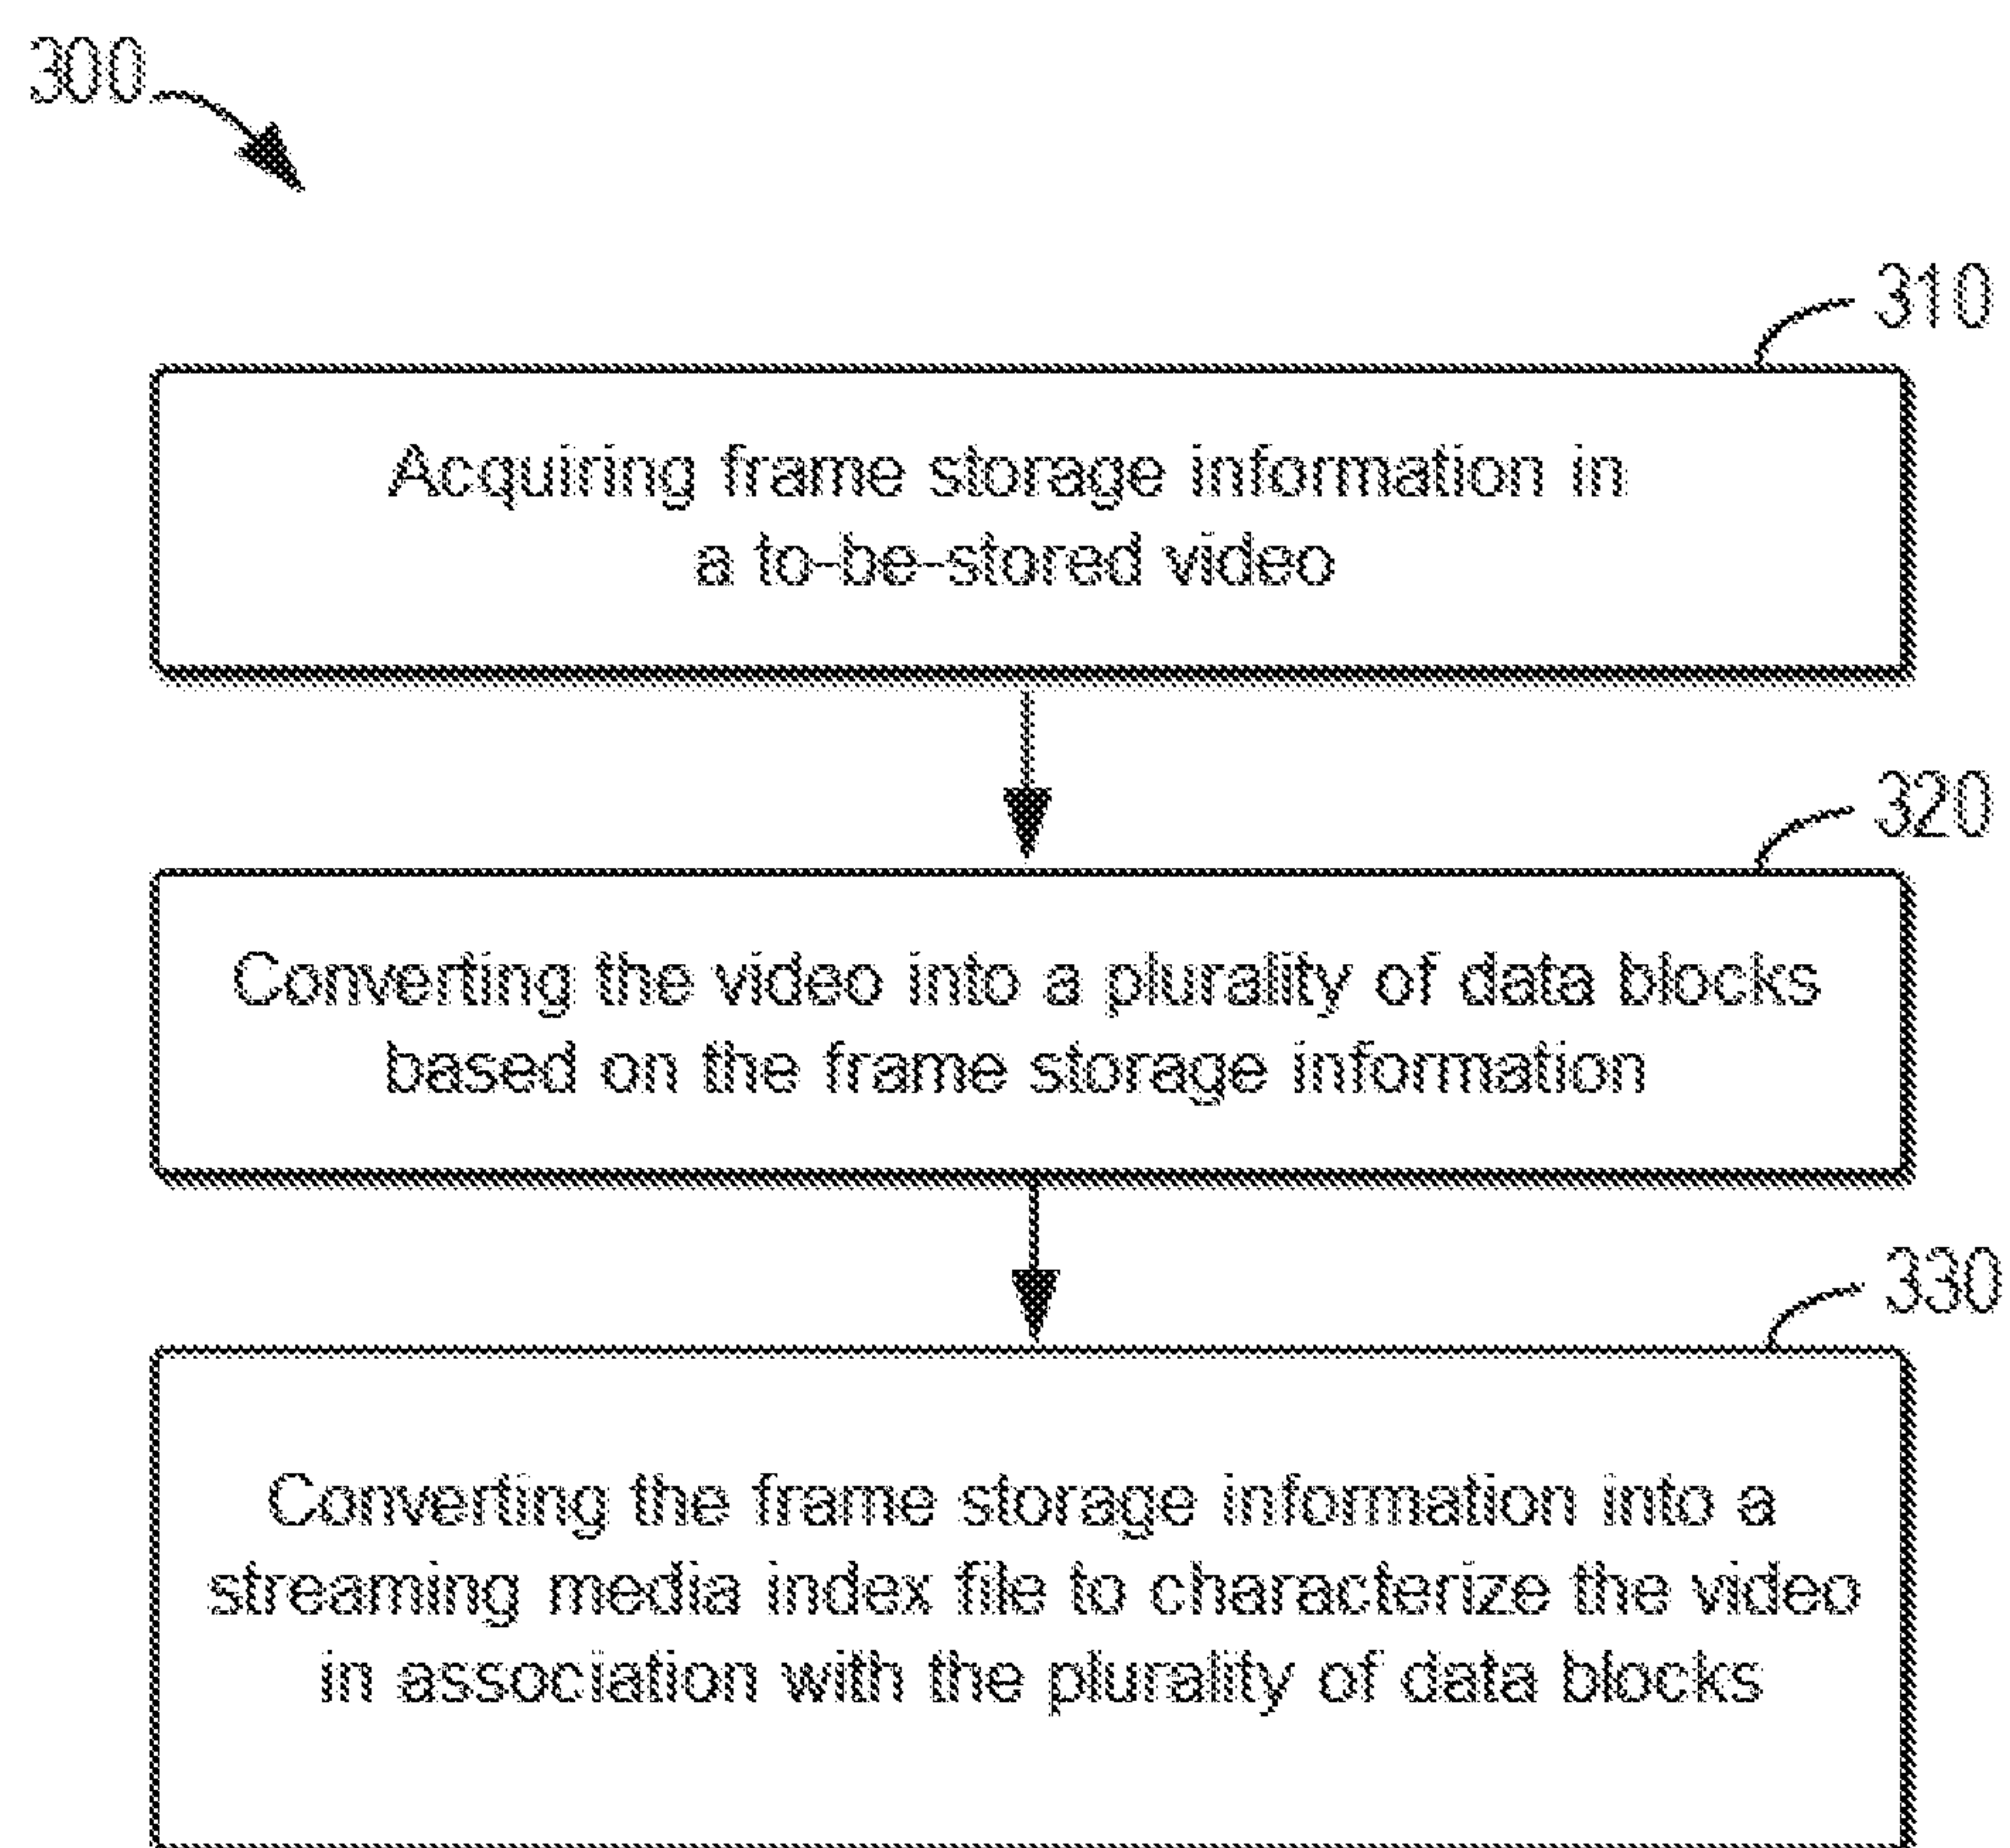 300
310
Acquiring frame storage information in
a to-be-stored video
320
Converting the video into a plurality of data blocks
based on the frame storage information
330
Converting the frame storage information into a
streaming media index file to characterize the video
in association with the plurality of data blocks